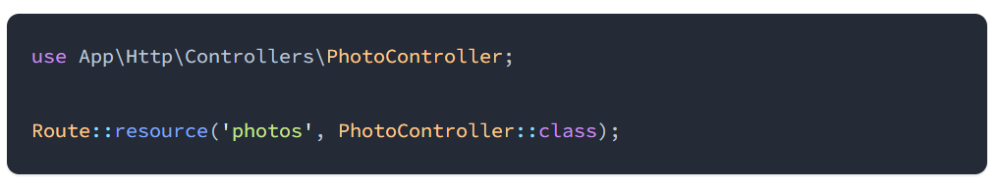 use App\Http\Controllers\PhotoController;
Route::resource('photos', PhotoController::class);